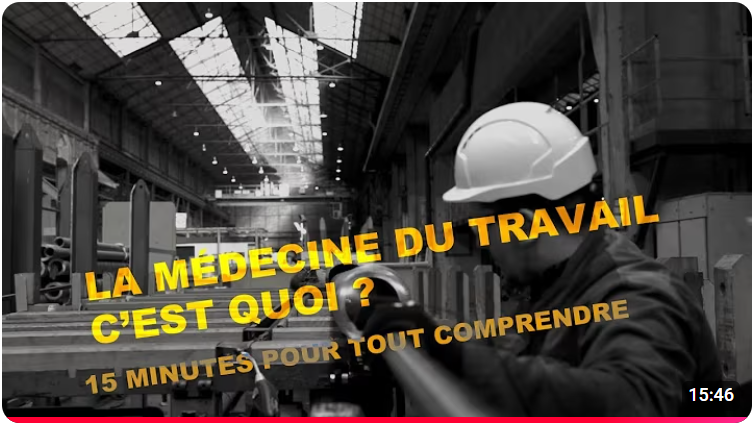 LA MÉDECINE DU TRAVAIL
C'EST QUOI ?
15 MINUTES POUR TOUT COMPRENDRE
15:46